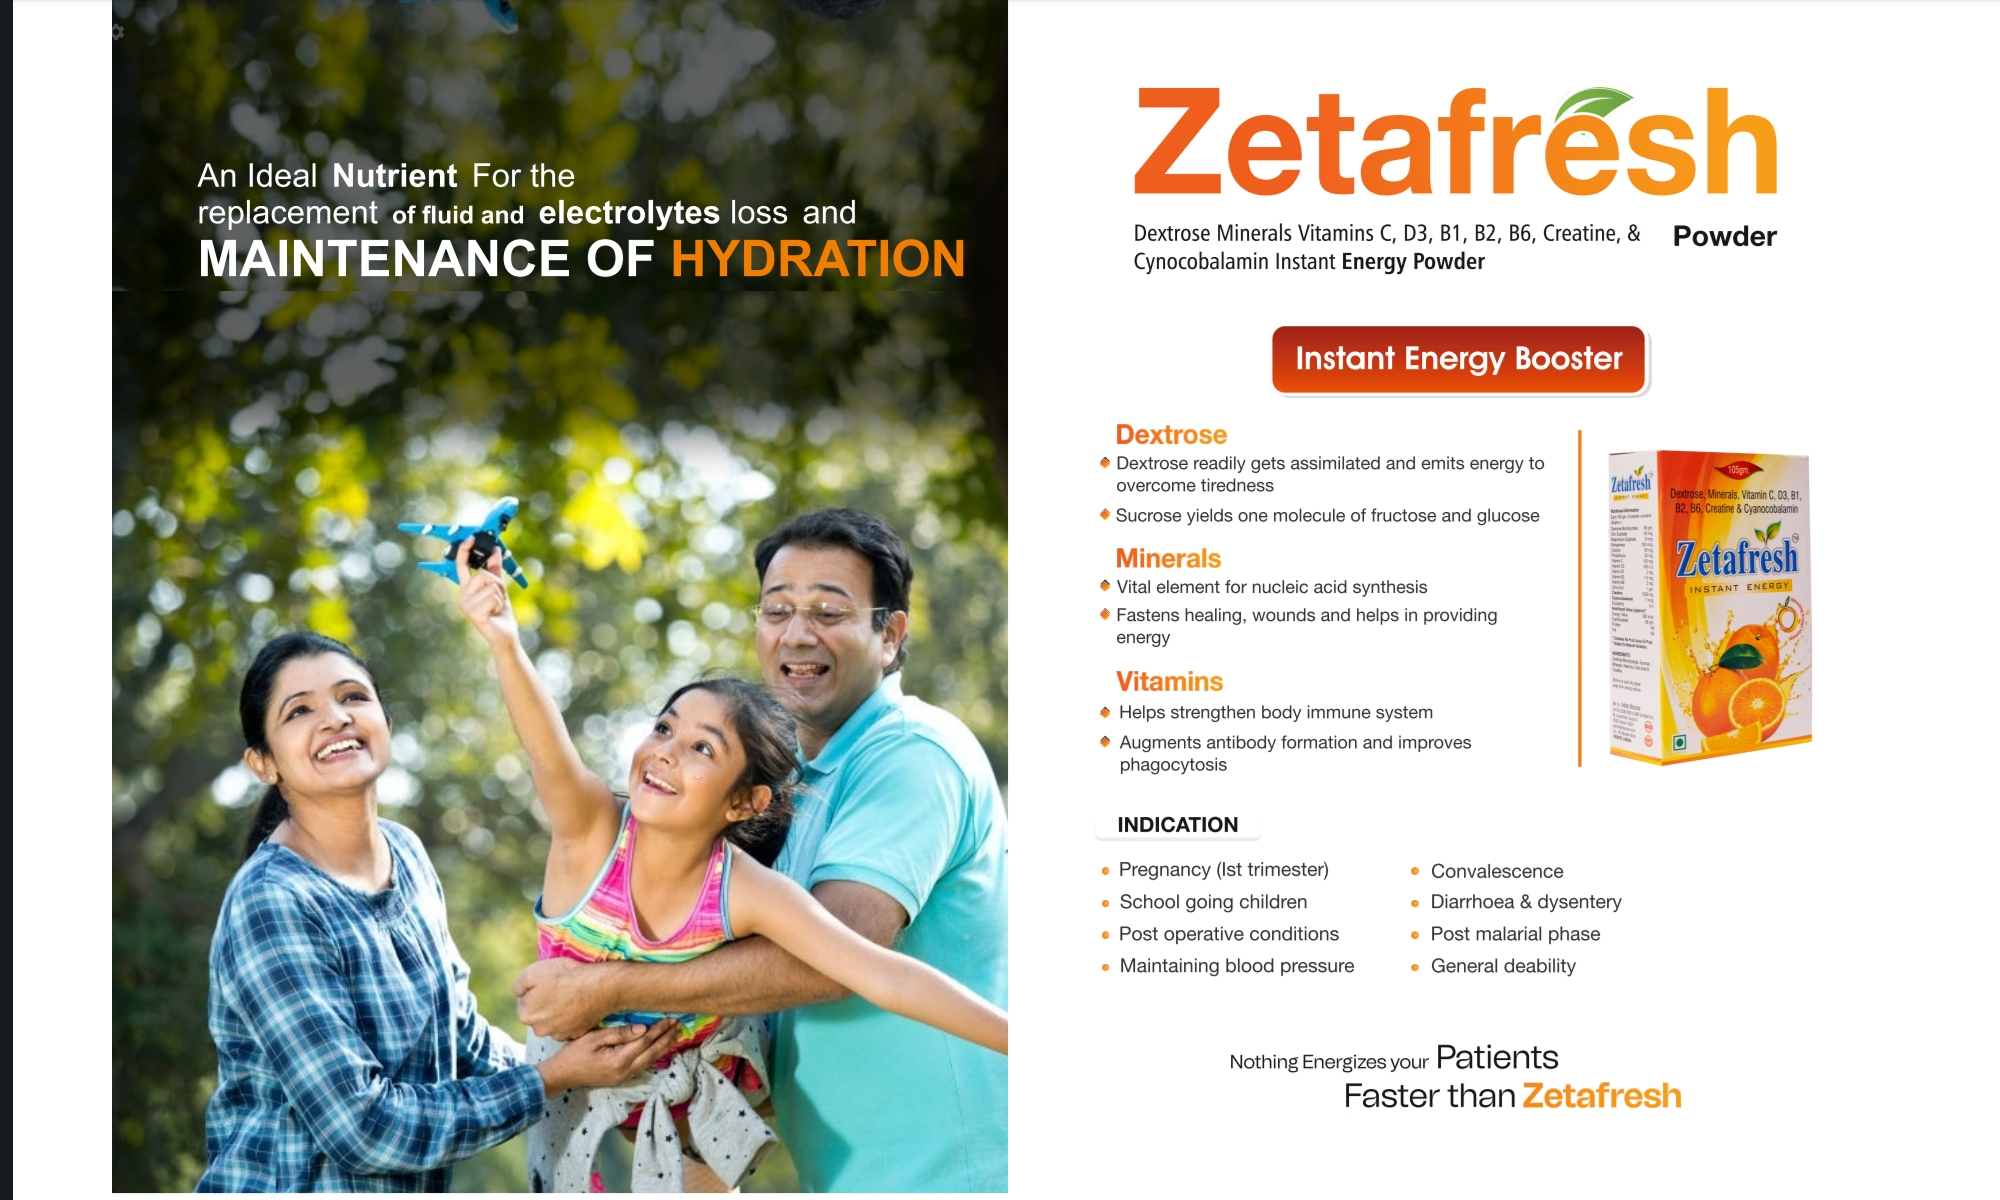 An Ideal Nutrient For the
replacement of fluid and electrolytes loss and
MAINTENANCE OF HYDRATION
Zetafresh
Dextrose Minerals Vitamins C, D3, B1, B2, B6, Creatine, &
Cynocobalamin Instant Energy Powder
Powder
Instant Energy Booster
Dextrose
Dextrose readily gets assimilated and emits energy to
overcome tiredness
Sucrose yields one molecule of fructose and glucose
Minerals
Vital element for nucleic acid synthesis
Fastens healing, wounds and helps in providing
energy
Vitamins
Helps strengthen body immune system
Augments antibody formation and improves
phagocytosis
105gm.
Dextrose, Minerals, Vitamin C, D3, B1,
B2, B6, Creatine & Cyanocobalamin
Zetafresh™
INSTANT ENERGY
Zetafresh
INSTANT ENERGY
INDICATION
Pregnancy (Ist trimester)
School going children
Post operative conditions
Maintaining blood pressure
Convalescence
Diarrhoea & dysentery
Post malarial phase
General deability
Nothing Energizes your Patients
Faster than Zetafresh